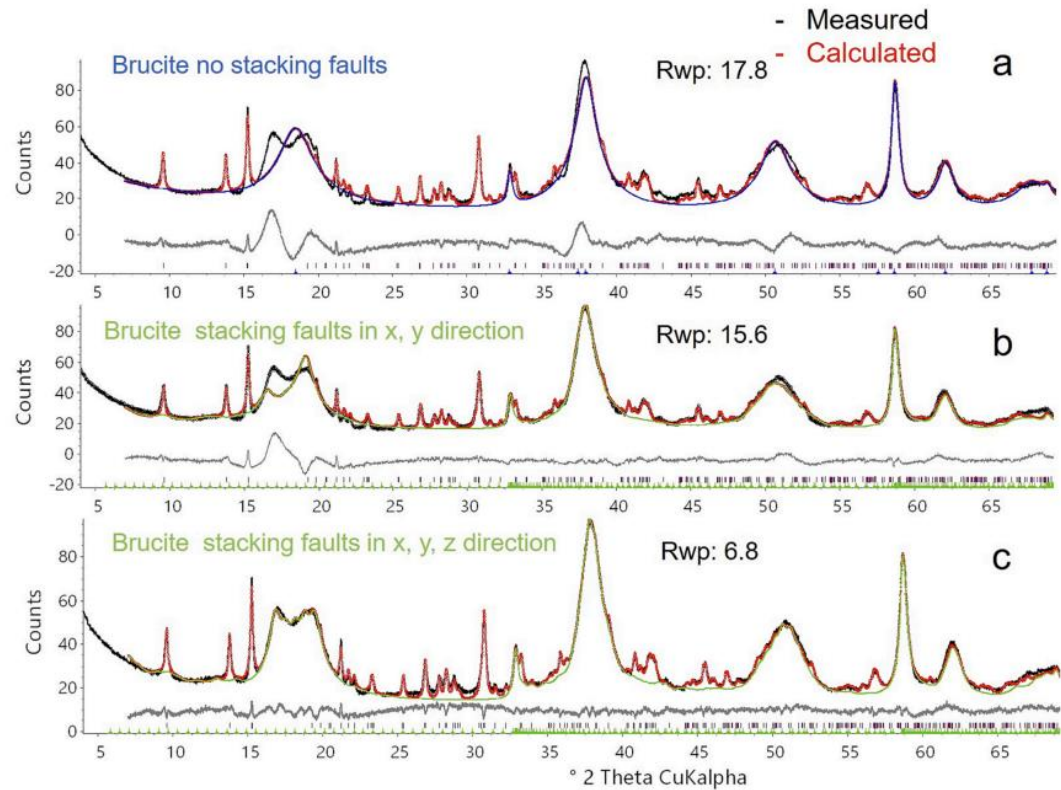 - Measured
- Calculated
Brucite no stacking faults
Rwp: 17.8
a
Counts
80
60
40
20
0
-20
5 10 15 20 25 30 35 40 45 50 55 60 65
Brucite stacking faults in x, y direction
Rwp: 15.6
b
Counts
80
60
40
20
0
-20
5 10 15 20 25 30 35 40 45 50 55 60 65
Brucite stacking faults in x, y, z direction
Rwp: 6.8
c
Counts
80
60
40
20
0
5 10 15 20 25 30 35 40 45 50 55 60 65
° 2 Theta CuKalpha